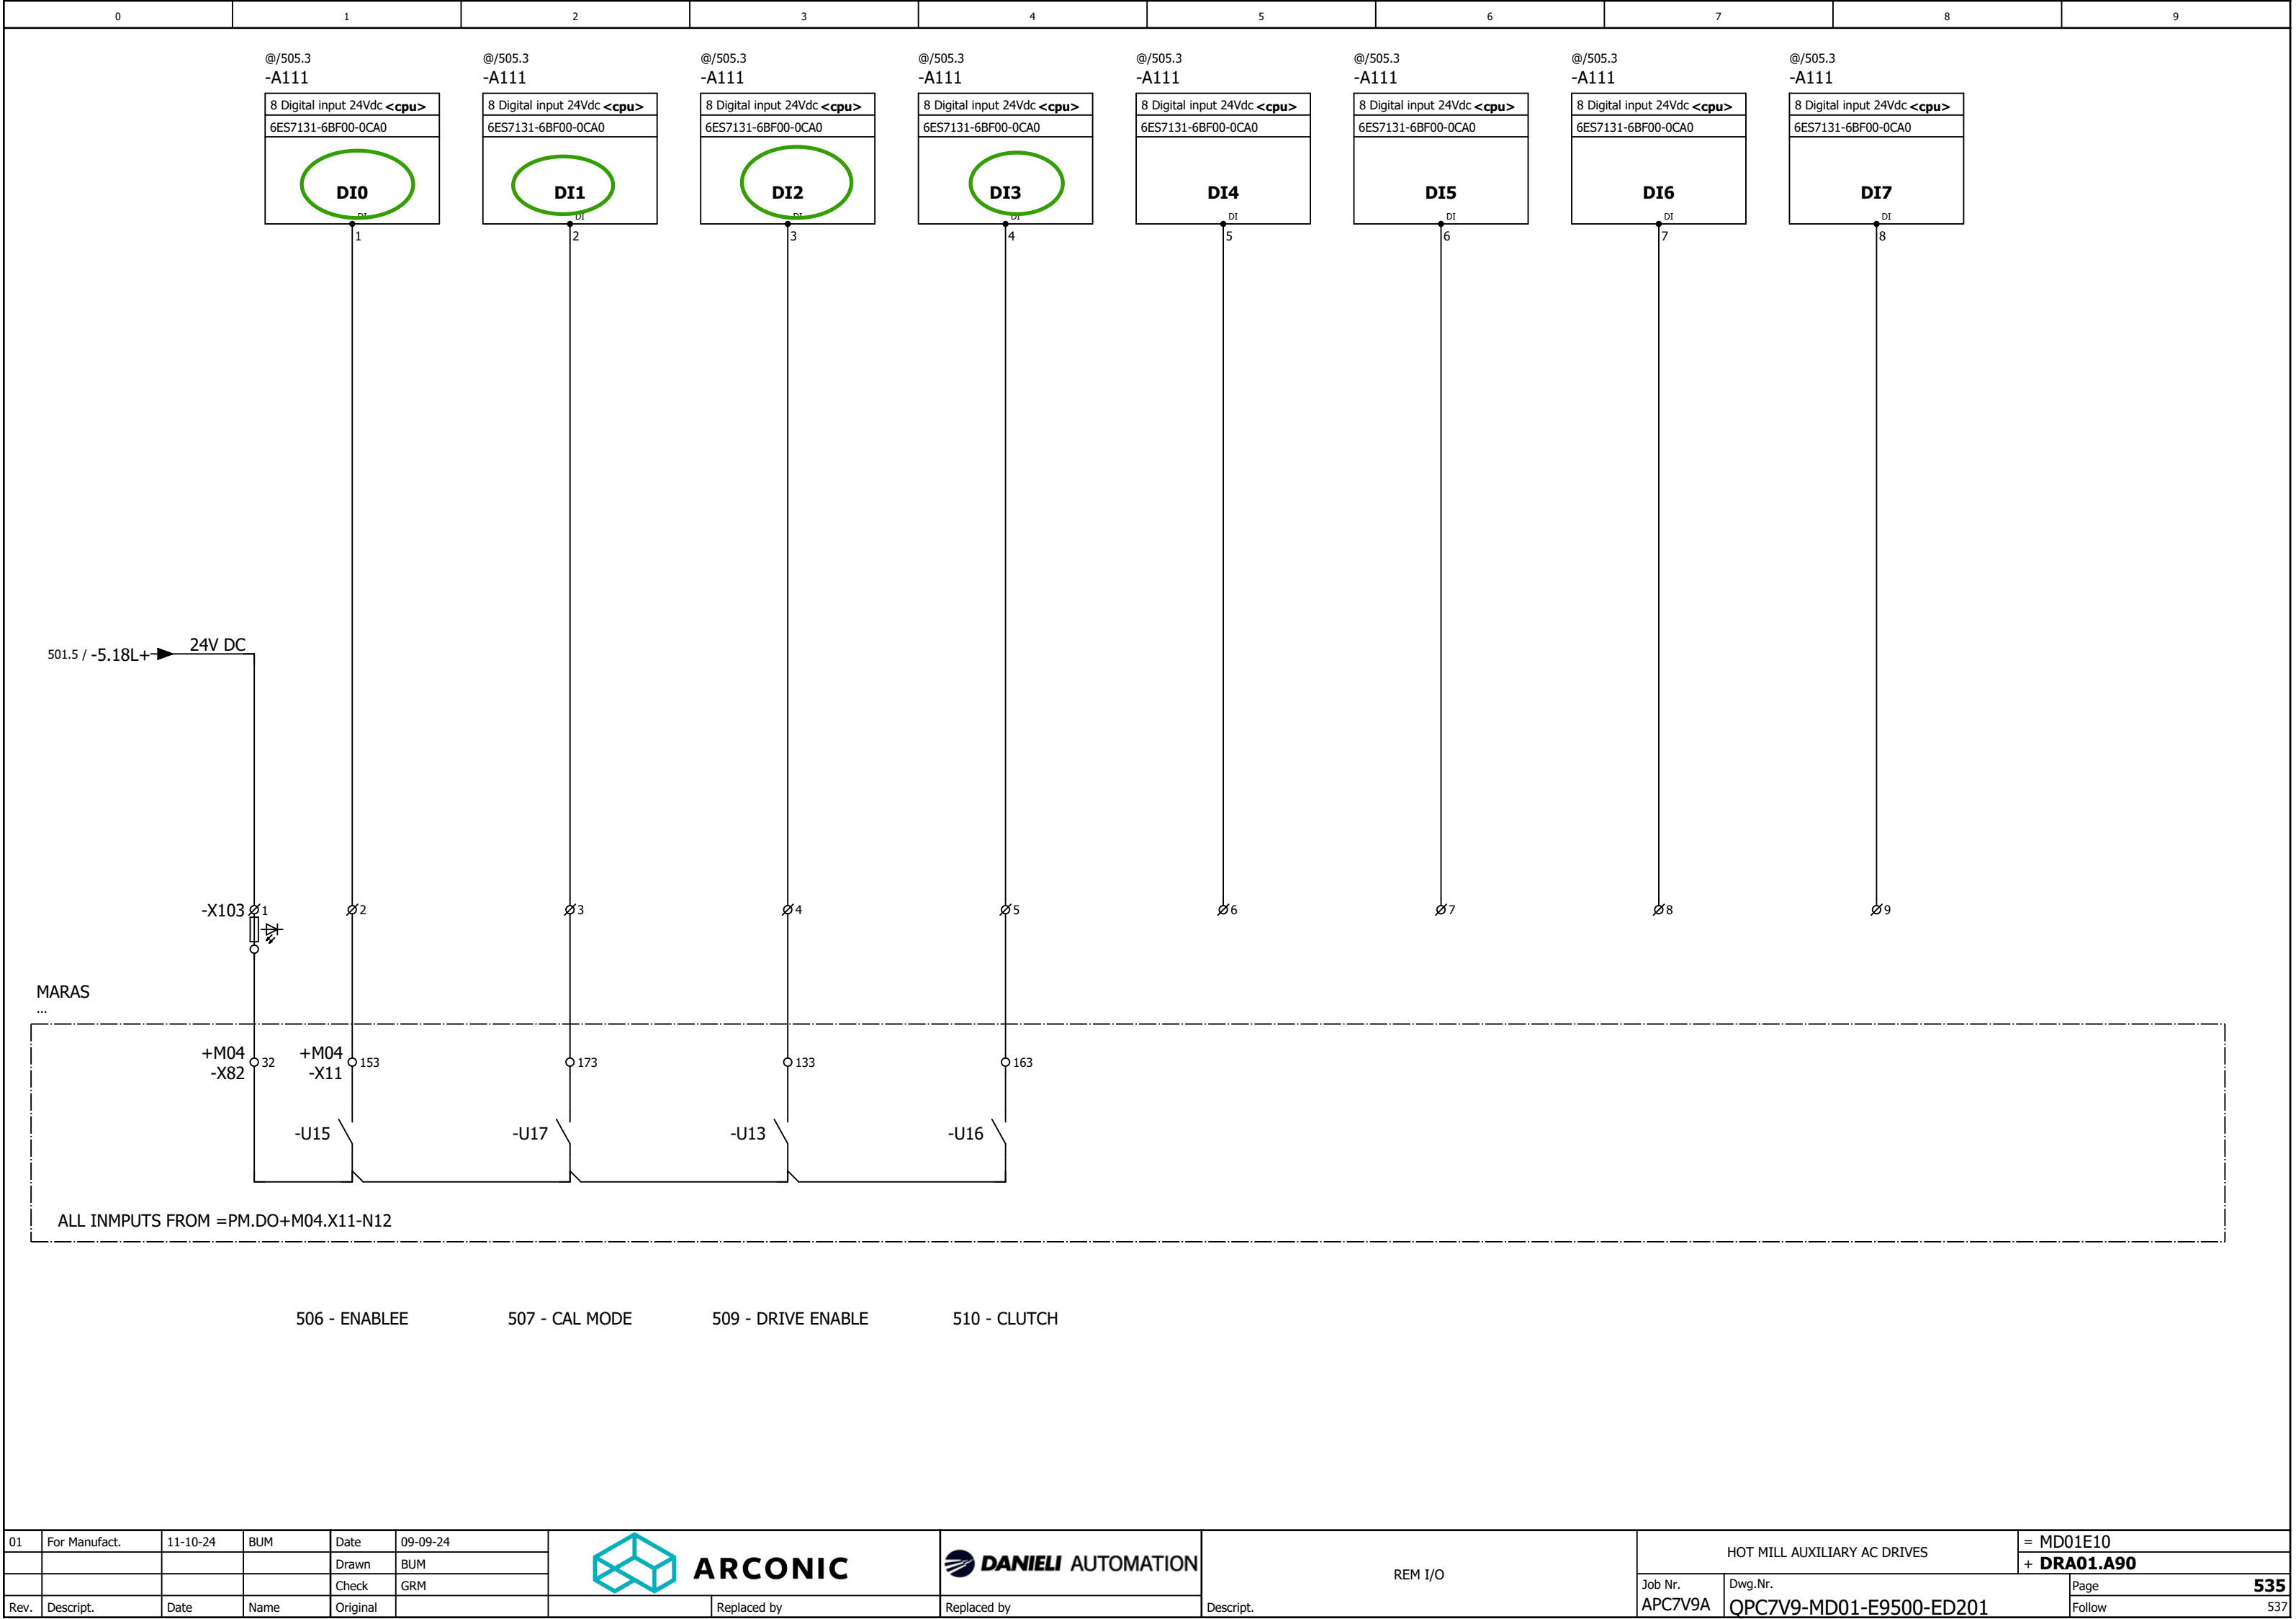 0 1 2 3 4 5 6 7 8 9
@/505.3 @/505.3 @/505.3 @/505.3 @/505.3 @/505.3 @/505.3 @/505.3
-A111 -A111 -A111 -A111 -A111 -A111 -A111 -A111
8 Digital input 24Vdc <cpu> 8 Digital input 24Vdc <cpu> 8 Digital input 24Vdc <cpu> 8 Digital input 24Vdc <cpu> 8 Digital input 24Vdc <cpu> 8 Digital input 24Vdc <cpu> 8 Digital input 24Vdc <cpu> 8 Digital input 24Vdc <cpu>
6ES7131-6BF00-0CA0 6ES7131-6BF00-0CA0 6ES7131-6BF00-0CA0 6ES7131-6BF00-0CA0 6ES7131-6BF00-0CA0 6ES7131-6BF00-0CA0 6ES7131-6BF00-0CA0 6ES7131-6BF00-0CA0
DI0 DI1 DI2 DI3 DI4 DI5 DI6 DI7
DI DI DI DI DI DI DI DI
1 2 3 4 5 6 7 8
501.5 / -5.18L+ 24V DC
-X103 1 2 3 4 5 6 7 8 9
MARAS
...
+M04 32 +M04 153 173 133 163
-X82 -X11
-U15 -U17 -U13 -U16
ALL INMPUTS FROM =PM.DO+M04.X11-N12
506 - ENABLEE 507 - CAL MODE 509 - DRIVE ENABLE 510 - CLUTCH
01 For Manufact. 11-10-24 BUM Date 09-09-24
Drawn BUM
Check GRM
Rev. Descript. Date Name Original
ARCONIC
Replaced by
DANIELI AUTOMATION
Replaced by
REM I/O
Descript.
HOT MILL AUXILIARY AC DRIVES
= MD01E10
+ DRA01.A90
Job Nr. Dwg.Nr. Page 535
APC7V9A QPC7V9-MD01-E9500-ED201 Follow 537